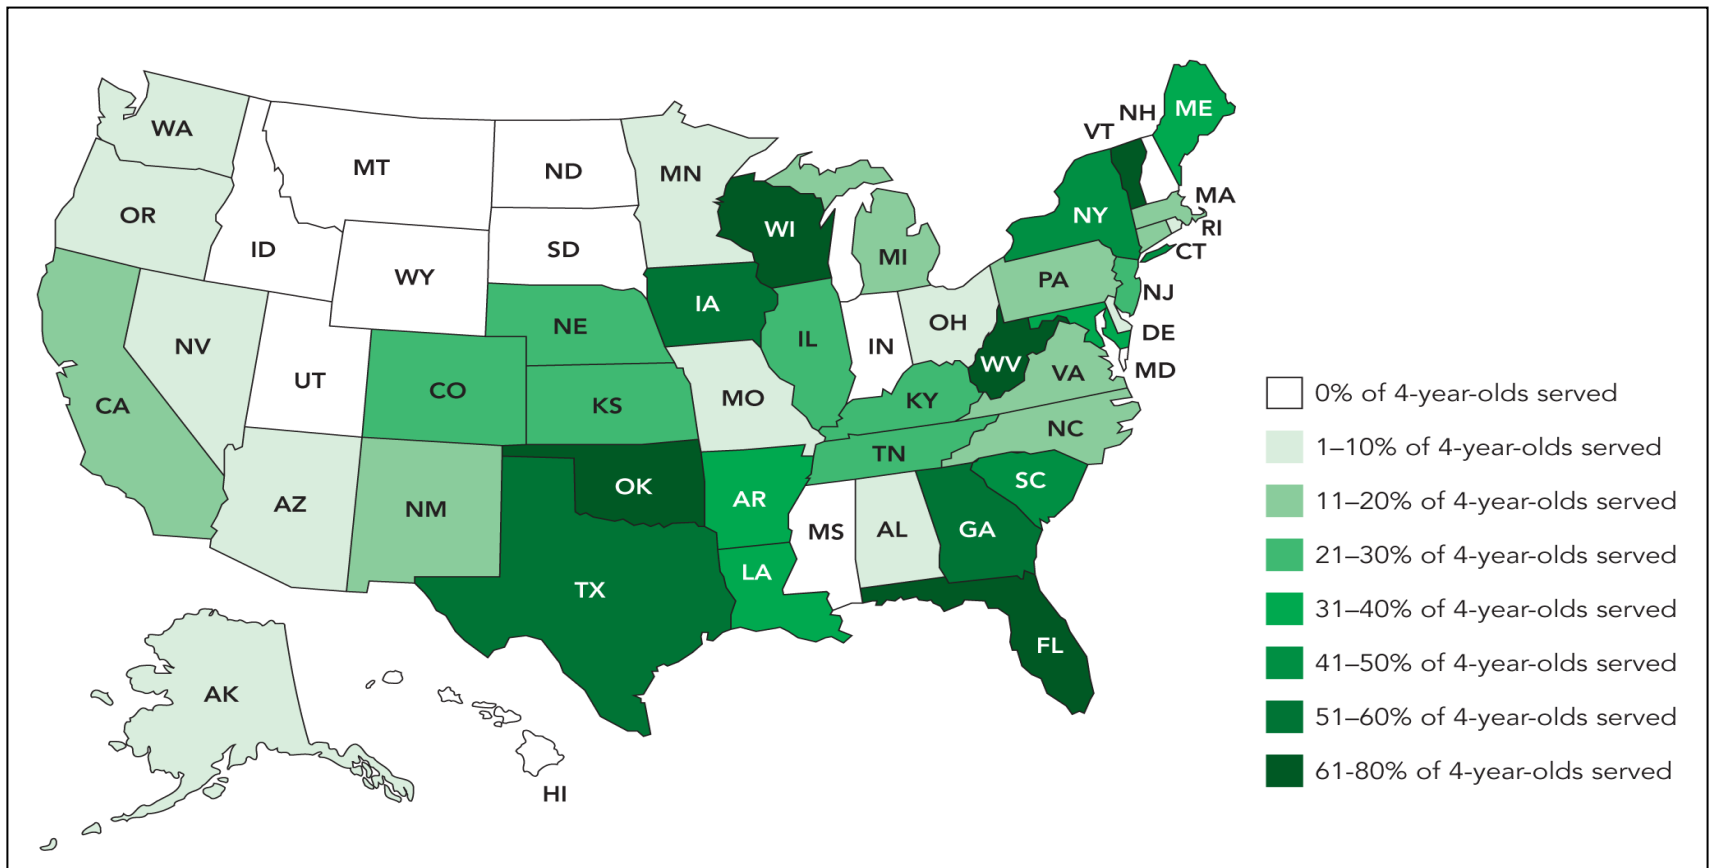 WA
MT
ND
MN
OR
ID
WY
SD
WI
MI
NY
VT
NH
ME
MA
RI
CT
PA
NJ
DE
MD
NV
UT
CO
NE
KS
IA
IL
IN
OH
WV
VA
KY
MO
CA
AZ
NM
OK
AR
TN
NC
SC
TX
LA
MS
AL
GA
FL
AK
HI
0% of 4-year-olds served
1–10% of 4-year-olds served
11–20% of 4-year-olds served
21–30% of 4-year-olds served
31–40% of 4-year-olds served
41–50% of 4-year-olds served
51–60% of 4-year-olds served
61-80% of 4-year-olds served